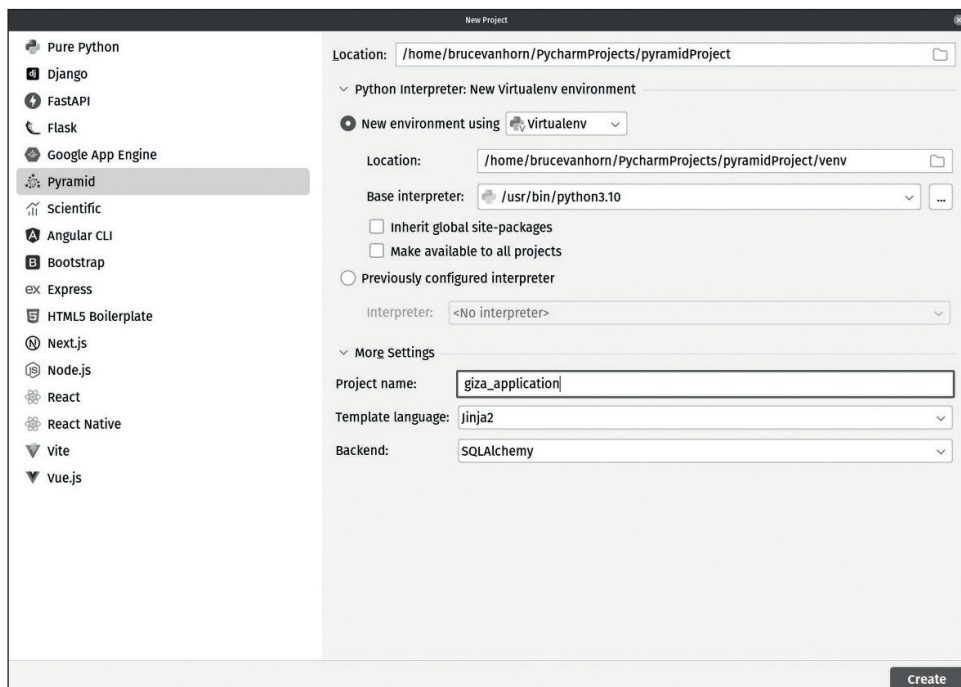 New Project
Pure Python
Django
FastAPI
Flask
Google App Engine
Pyramid
Scientific
Angular CLI
Bootstrap
Express
HTML5 Boilerplate
Next.js
Node.js
React
React Native
Vite
Vue.js
Location: /home/brucevanhorn/PycharmProjects/pyramidProject
Python Interpreter: New Virtualenv environment
New environment using Virtualenv
Location: /home/brucevanhorn/PycharmProjects/pyramidProject/venv
Base interpreter: /usr/bin/python3.10 ...
Inherit global site-packages
Make available to all projects
Previously configured interpreter
Interpreter: <No interpreter>
More Settings
Project name: giza_application
Template language: Jinja2
Backend: SQLAlchemy
Create